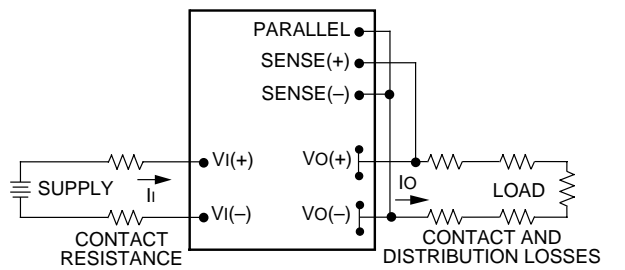 PARALLEL
SENSE(+)
SENSE(–)
VI(+)
VO(+)
SUPPLY
II
IO
LOAD
VI(–)
VO(–)
CONTACT
RESISTANCE
CONTACT AND
DISTRIBUTION LOSSES